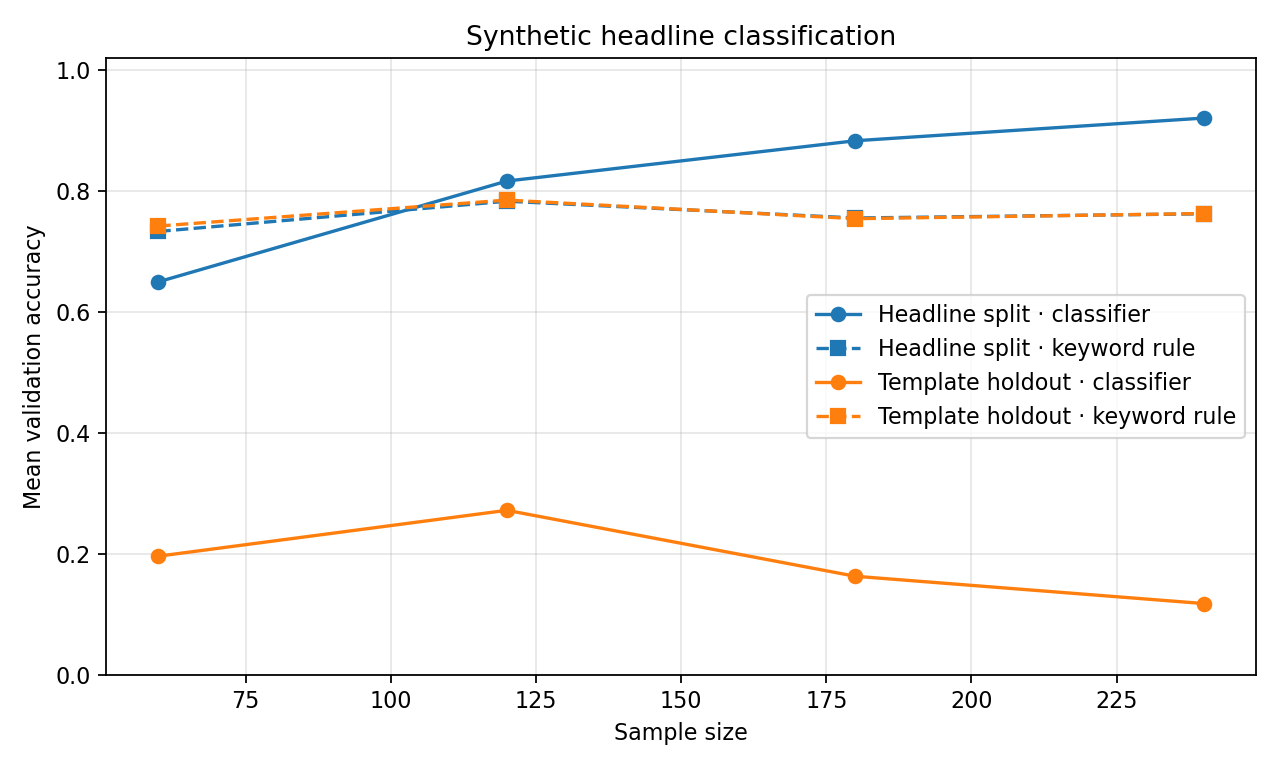 Synthetic headline classification
Mean validation accuracy
1.0
0.8
0.6
0.4
0.2
0.0
Headline split · classifier
Headline split · keyword rule
Template holdout · classifier
Template holdout · keyword rule
75 100 125 150 175 200 225
Sample size